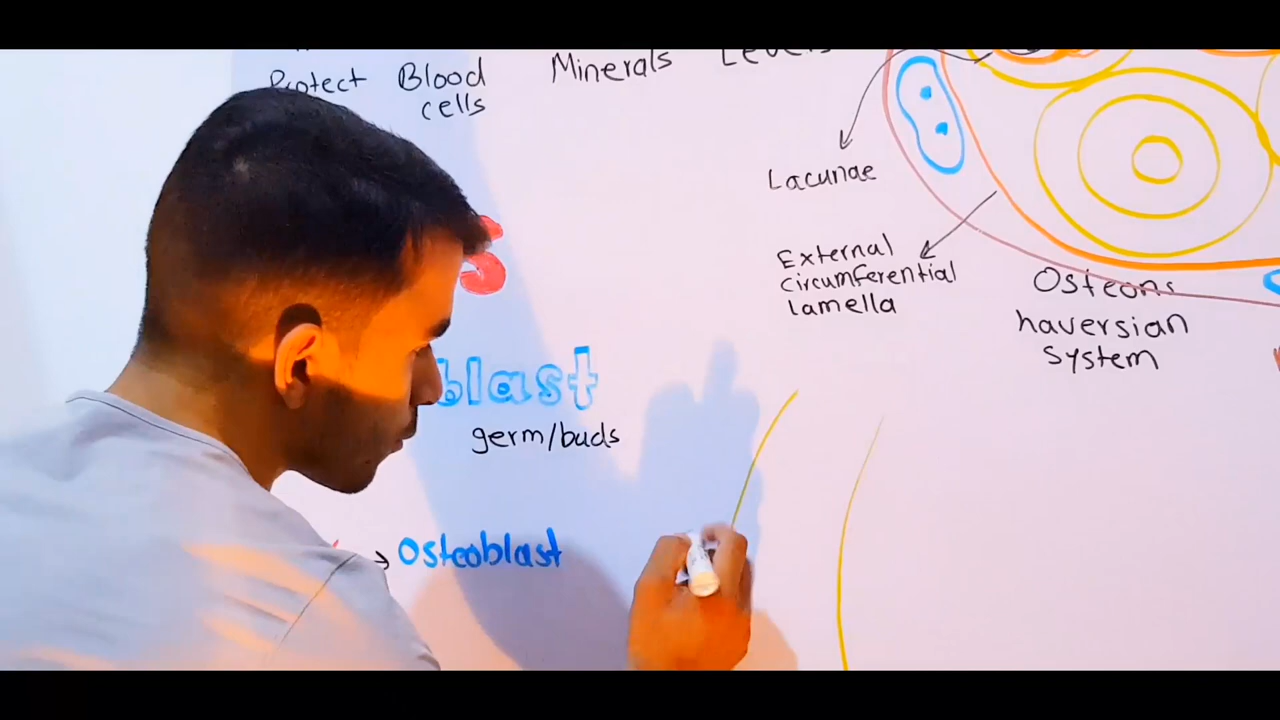 Protect
Blood
cells
Minerals
Levels
Lacunae
External
circumferential
lamella
Osteons
haversian
system
blast
germ/buds
Osteoblast